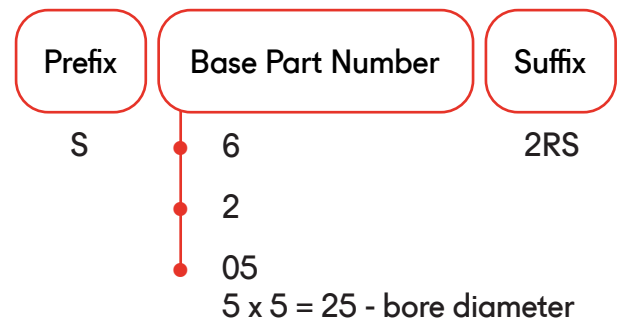 Prefix Base Part Number Suffix
S 6 2RS
2
05
5 x 5 = 25 - bore diameter